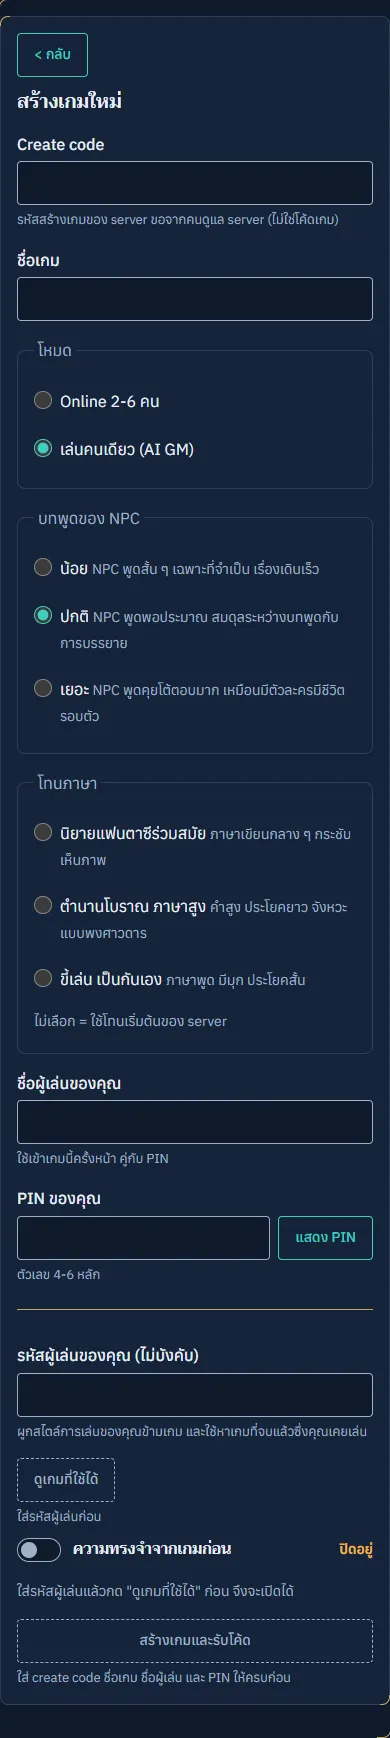 < กลับ
สร้างเกมใหม่
Create code
รหัสสร้างเกมของ server ขอจากคนดูแล server (ไม่ใช่โค้ดเกม)
ชื่อเกม
โหมด
Online 2-6 คน
เล่นคนเดียว (AI GM)
บทพูดของ NPC
น้อย NPC พูดสั้น ๆ เฉพาะที่จำเป็น เรื่องเดินเร็ว
ปกติ NPC พูดพอประมาณ สมดุลระหว่างบทพูดกับ
การบรรยาย
เยอะ NPC พูดคุยโต้ตอบมาก เหมือนมีตัวละครมีชีวิต
รอบตัว
โทนภาษา
นิยายแฟนตาซีร่วมสมัย ภาษาเขียนกลาง ๆ กระชับ
เห็นภาพ
ตำนานโบราณ ภาษาสูง คำสูง ประโยคยาว จังหวะ
แบบพงศาวดาร
ขี้เล่น เป็นกันเอง ภาษาพูด มีมุก ประโยคสั้น
ไม่เลือก = ใช้โทนเริ่มต้นของ server
ชื่อผู้เล่นของคุณ
ใช้เข้าเกมนี้ครั้งหน้า คู่กับ PIN
PIN ของคุณ
แสดง PIN
ตัวเลข 4-6 หลัก
รหัสผู้เล่นของคุณ (ไม่บังคับ)
ผูกสไตล์การเล่นของคุณข้ามเกม และใช้หาเกมที่จบแล้วซึ่งคุณเคยเล่น
ดูเกมที่ใช้ได้
ใส่รหัสผู้เล่นก่อน
ความทรงจำจากเกมก่อน ปิดอยู่
ใส่รหัสผู้เล่นแล้วกด "ดูเกมที่ใช้ได้" ก่อน จึงจะเปิดได้
สร้างเกมและรับโค้ด
ใส่ create code ชื่อเกม ชื่อผู้เล่น และ PIN ให้ครบก่อน